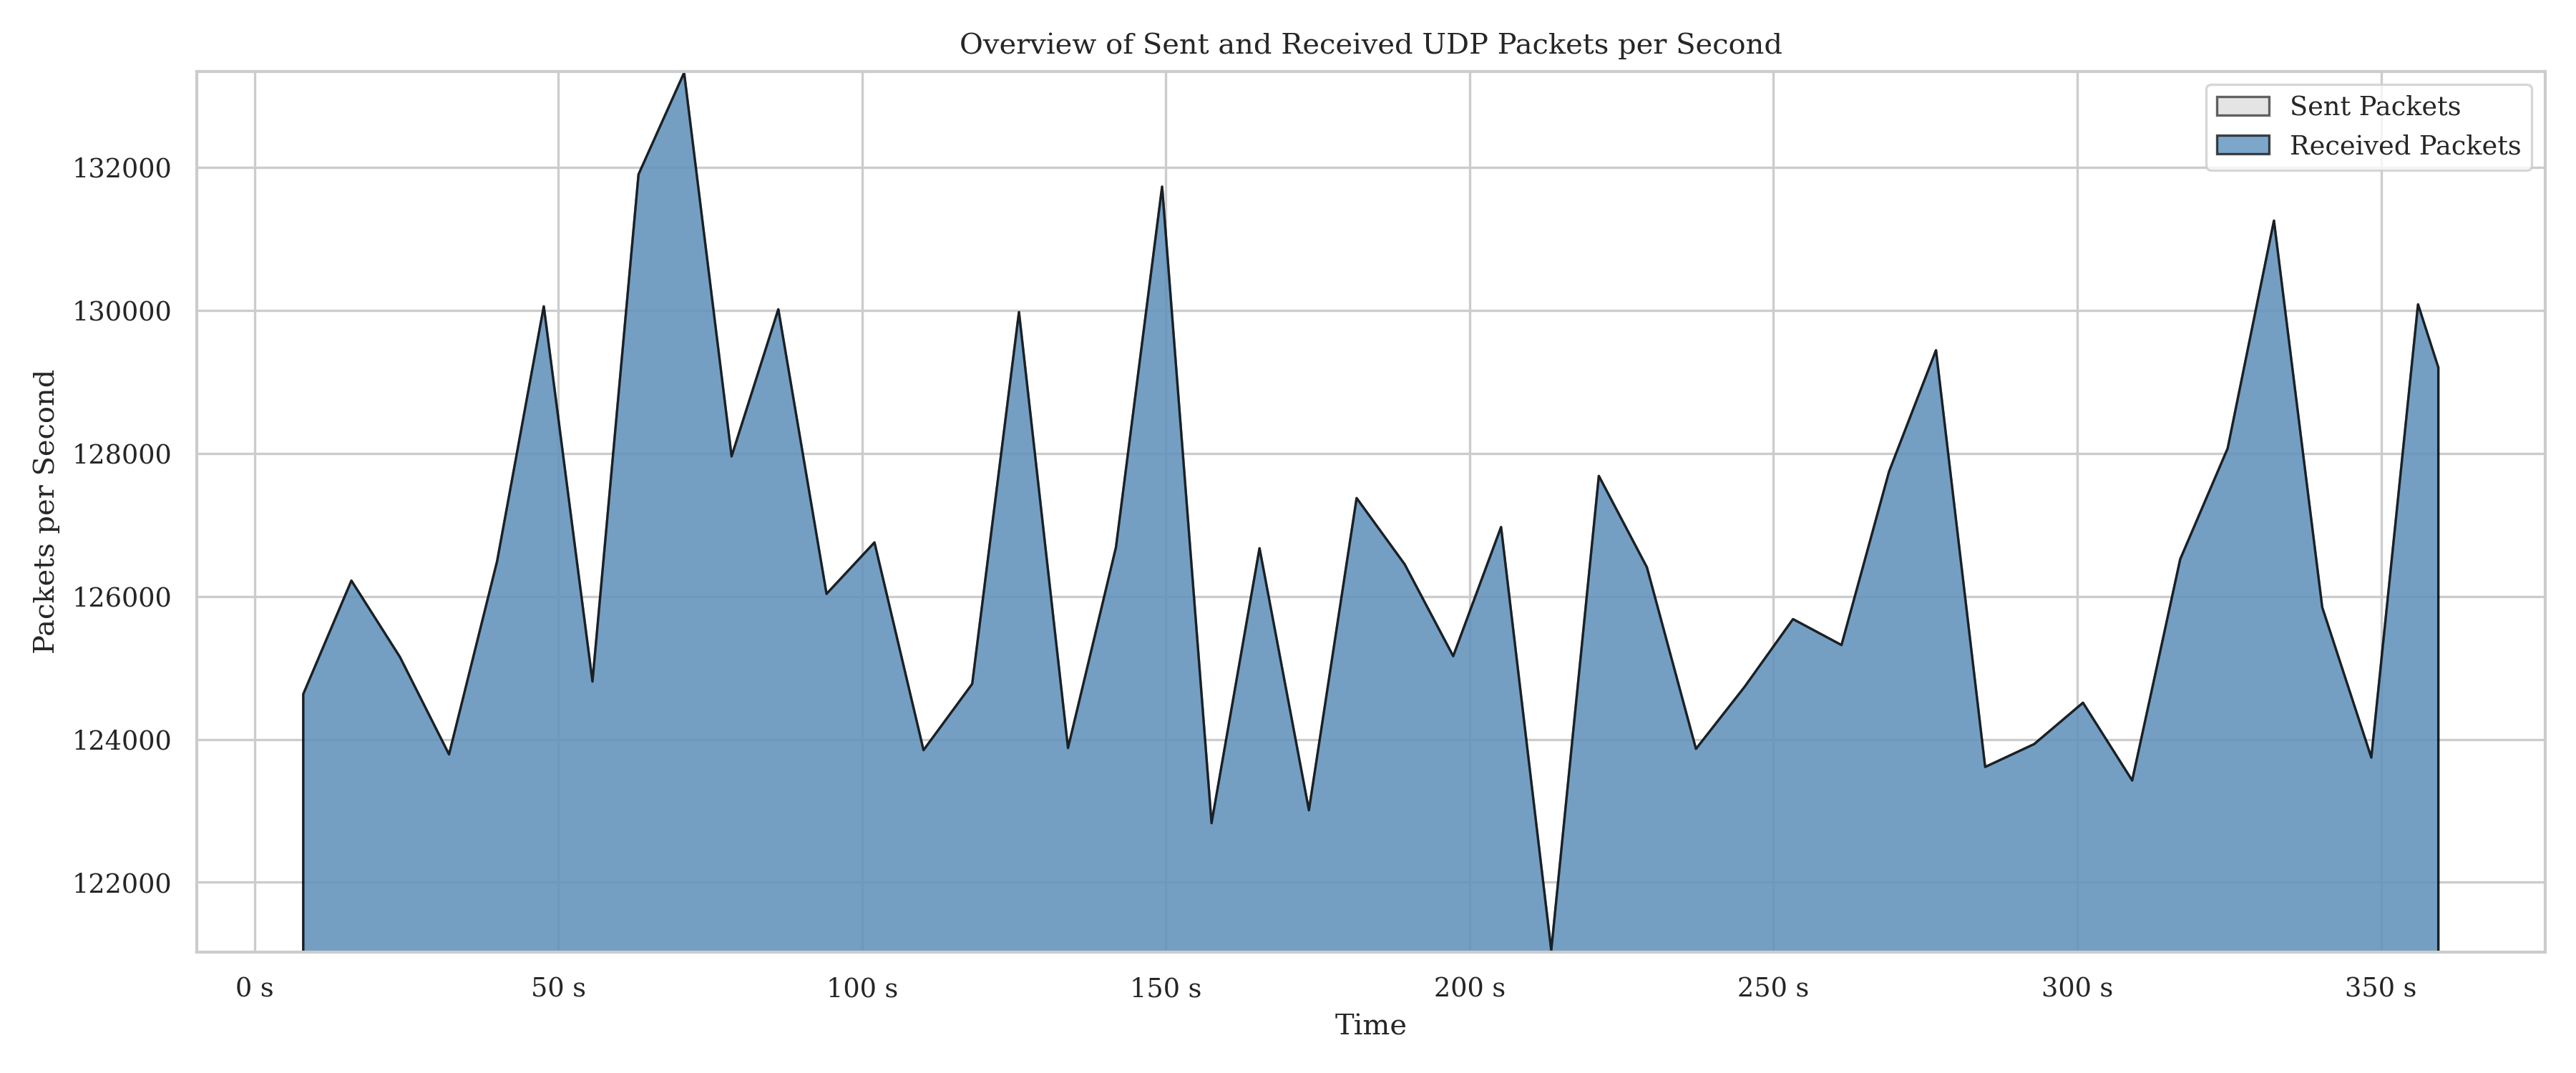 Overview of Sent and Received UDP Packets per Second
Sent Packets
Received Packets
Packets per Second
132000
130000
128000
126000
124000
122000
0 s
50 s
100 s
150 s
200 s
250 s
300 s
350 s
Time